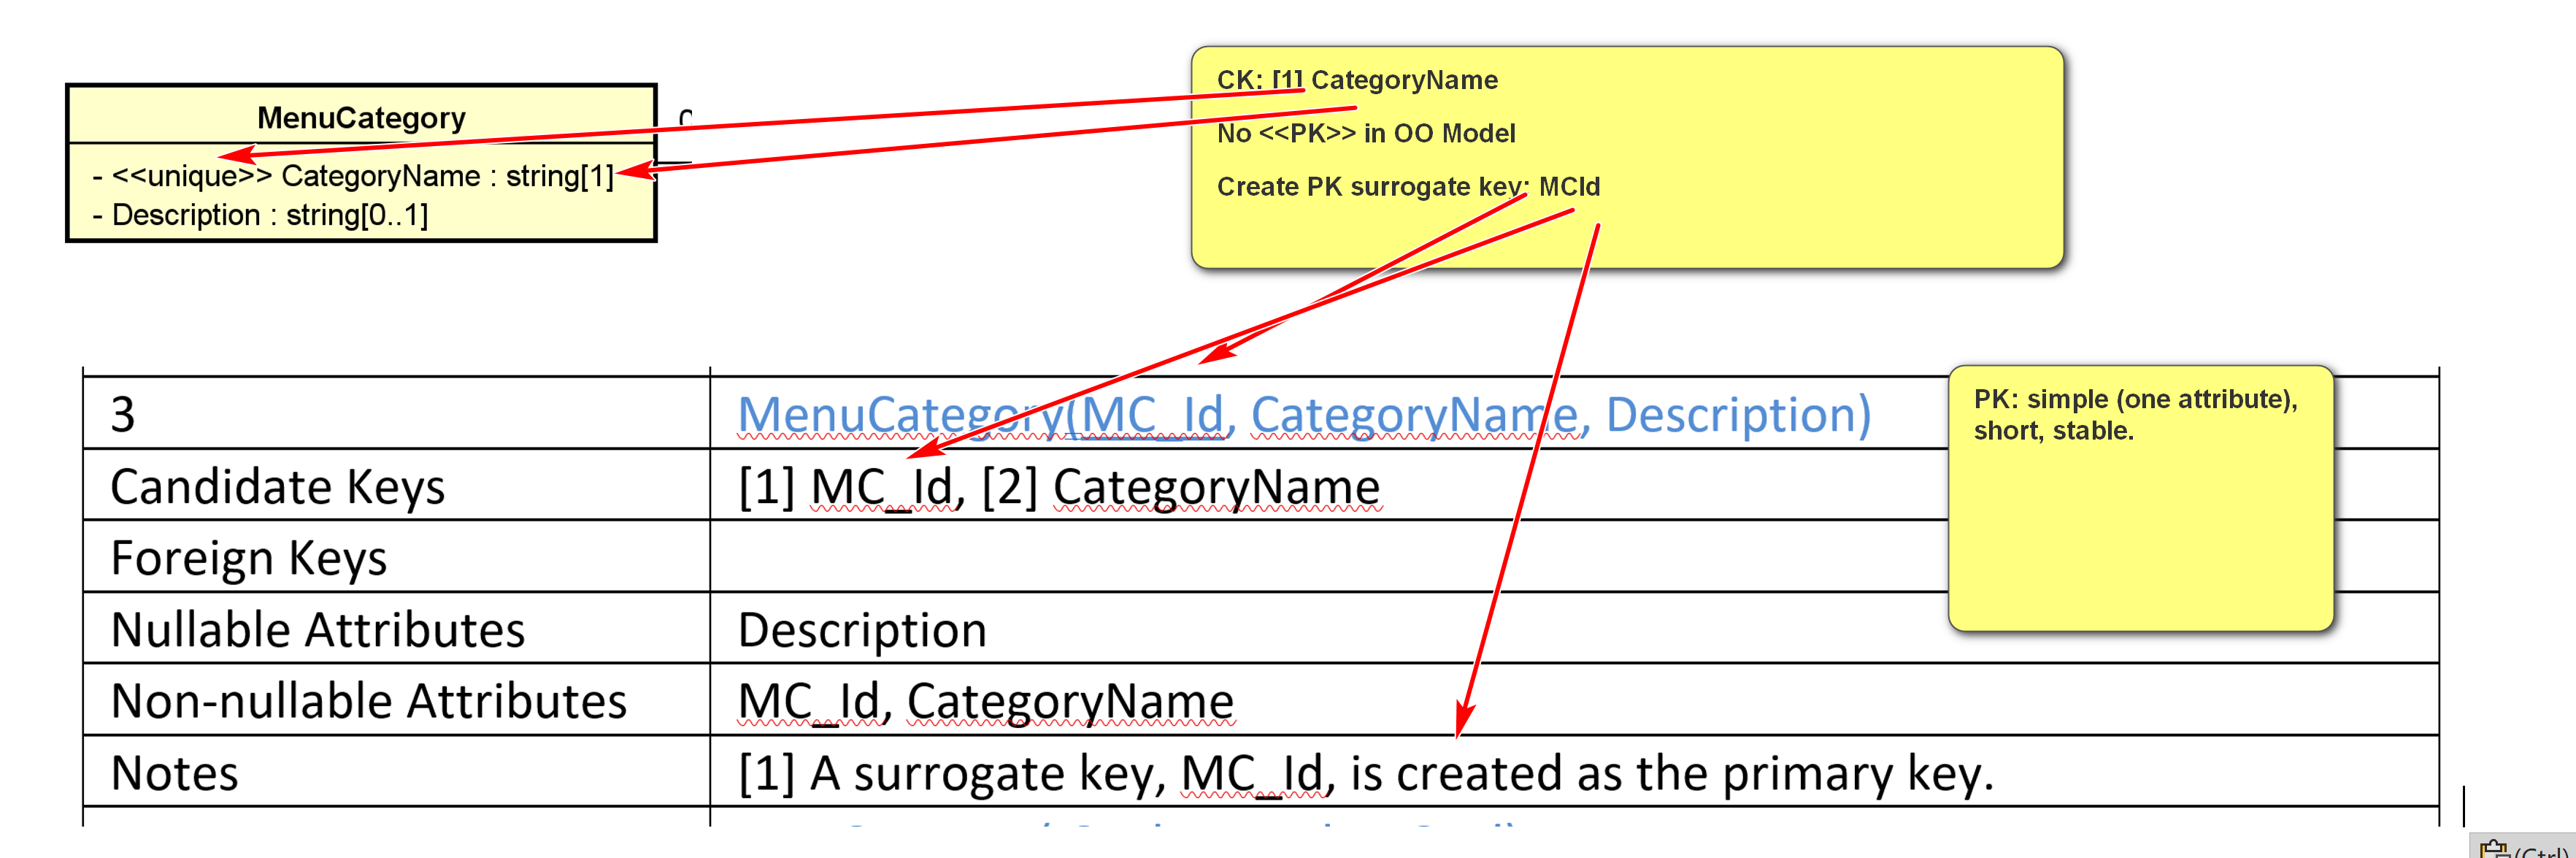 MenuCategory
- <<unique>> CategoryName : string[1]
- Description : string[0..1]
CK: [1] CategoryName
No <<PK>> in OO Model
Create PK surrogate key: MCId
3
MenuCategory(MC_Id, CategoryName, Description)
PK: simple (one attribute),
short, stable.
Candidate Keys
[1] MC_Id, [2] CategoryName
Foreign Keys
Nullable Attributes
Description
Non-nullable Attributes
MC_Id, CategoryName
Notes
[1] A surrogate key, MC_Id, is created as the primary key.
(Ctrl)